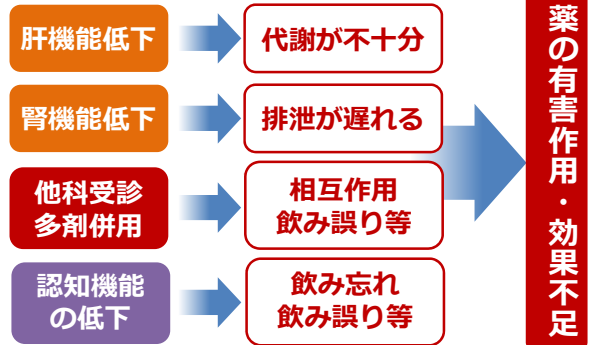 肝機能低下
代謝が不十分
腎機能低下
排泄が遅れる
他科受診
多剤併用
相互作用
飲み誤り等
認知機能
の低下
飲み忘れ
飲み誤り等
薬の有害作用・効果不足